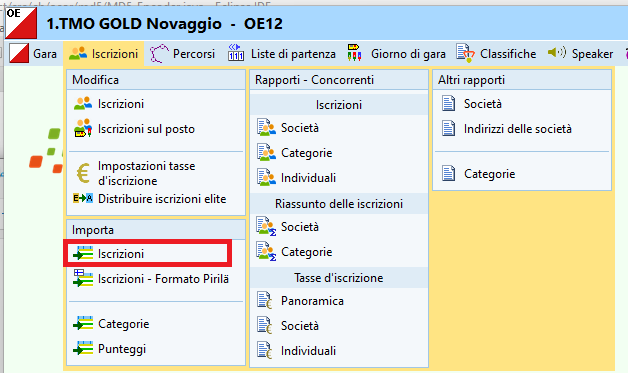 OE
1.TMO GOLD Novaggio - OE12
Gara Iscrizioni Percorsi Liste di partenza Giorno di gara Classifiche Speaker
Modifica
Iscrizioni
Iscrizioni sul posto
Impostazioni tasse
d'iscrizione
E A Distribuire iscrizioni elite
Importa
Iscrizioni
Iscrizioni - Formato Pirilä
Categorie
Punteggi
Rapporti - Concorrenti
Iscrizioni
Società
Categorie
Individuali
Riassunto delle iscrizioni
Società
Categorie
Tasse d'iscrizione
Panoramica
Società
Individuali
Altri rapporti
Società
Indirizzi delle società
Categorie